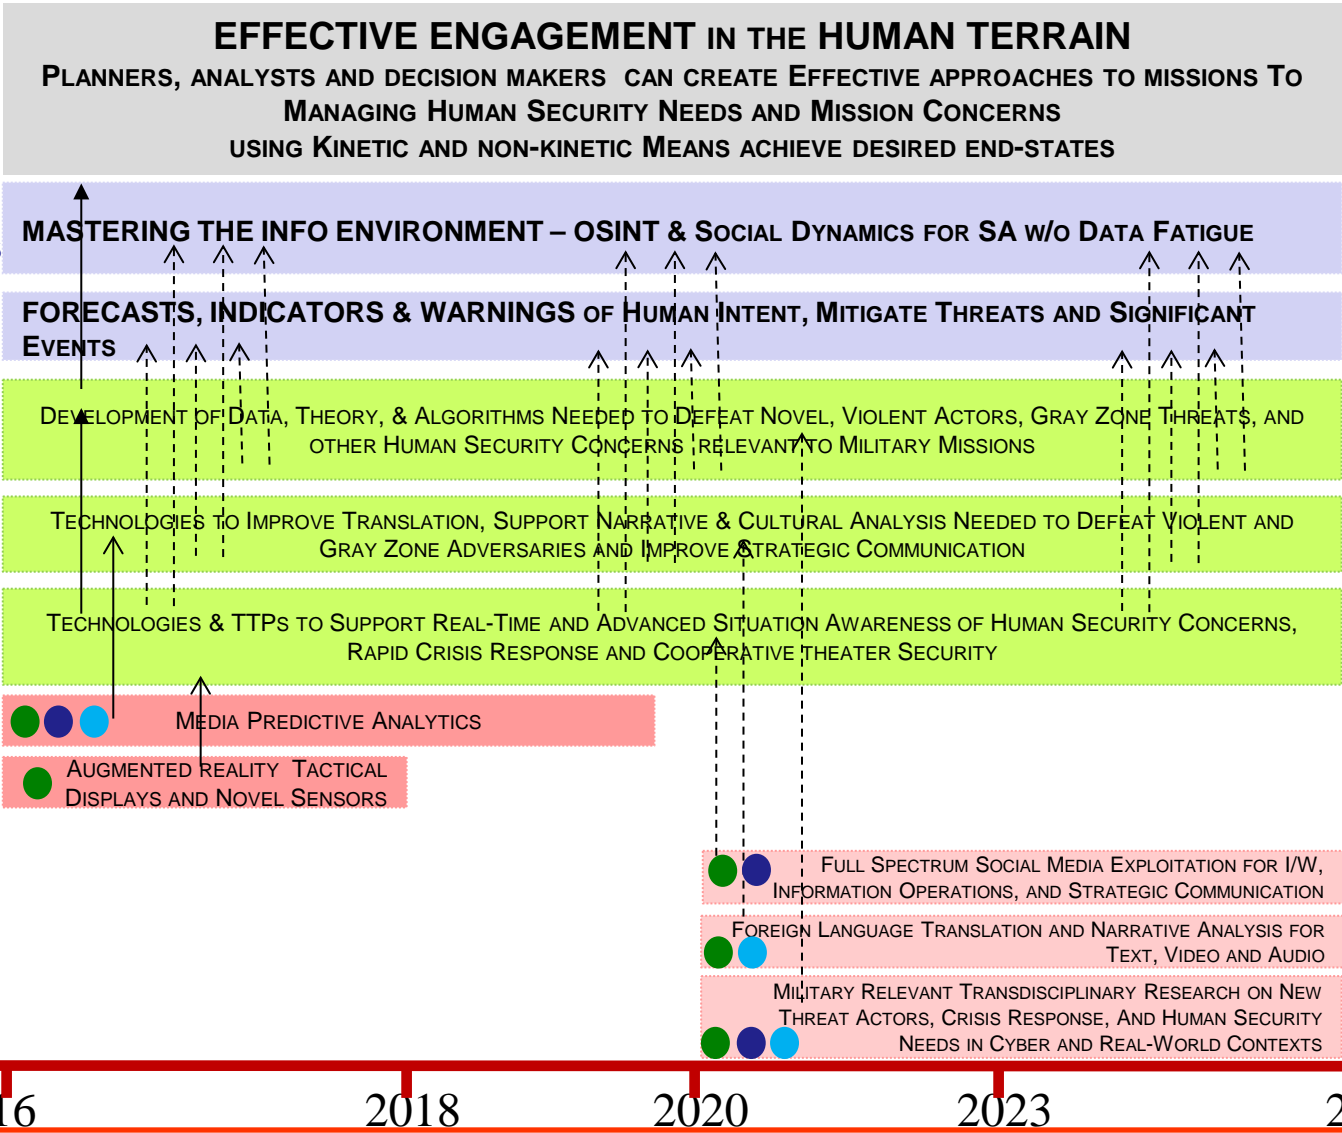 EFFECTIVE ENGAGEMENT IN THE HUMAN TERRAIN
PLANNERS, ANALYSTS AND DECISION MAKERS CAN CREATE EFFECTIVE APPROACHES TO MISSIONS TO
MANAGING HUMAN SECURITY NEEDS AND MISSION CONCERNS
USING KINETIC AND NON-KINETIC MEANS ACHIEVE DESIRED END-STATES
MASTERING THE INFO ENVIRONMENT – OSINT & SOCIAL DYNAMICS FOR SA W/O DATA FATIGUE
FORECASTS, INDICATORS & WARNINGS OF HUMAN INTENT, MITIGATE THREATS AND SIGNIFICANT
EVENTS
DEVELOPMENT OF DATA, THEORY, & ALGORITHMS NEEDED TO DEFEAT NOVEL, VIOLENT ACTORS, GRAY ZONE THREATS, AND
OTHER HUMAN SECURITY CONCERNS RELEVANT TO MILITARY MISSIONS
TECHNOLOGIES TO IMPROVE TRANSLATION, SUPPORT NARRATIVE & CULTURAL ANALYSIS NEEDED TO DEFEAT VIOLENT AND
GRAY ZONE ADVERSARIES AND IMPROVE STRATEGIC COMMUNICATION
TECHNOLOGIES & TTPS TO SUPPORT REAL-TIME AND ADVANCED SITUATION AWARENESS OF HUMAN SECURITY CONCERNS,
RAPID CRISIS RESPONSE AND COOPERATIVE THEATER SECURITY
MEDIA PREDICTIVE ANALYTICS
AUGMENTED REALITY TACTICAL
DISPLAYS AND NOVEL SENSORS
FULL SPECTRUM SOCIAL MEDIA EXPLOITATION FOR I/W,
INFORMATION OPERATIONS, AND STRATEGIC COMMUNICATION
FOREIGN LANGUAGE TRANSLATION AND NARRATIVE ANALYSIS FOR
TEXT, VIDEO AND AUDIO
MILITARY RELEVANT TRANSDISCIPLINARY RESEARCH ON NEW
THREAT ACTORS, CRISIS RESPONSE, AND HUMAN SECURITY
NEEDS IN CYBER AND REAL-WORLD CONTEXTS
16 2018 2020 2023 2